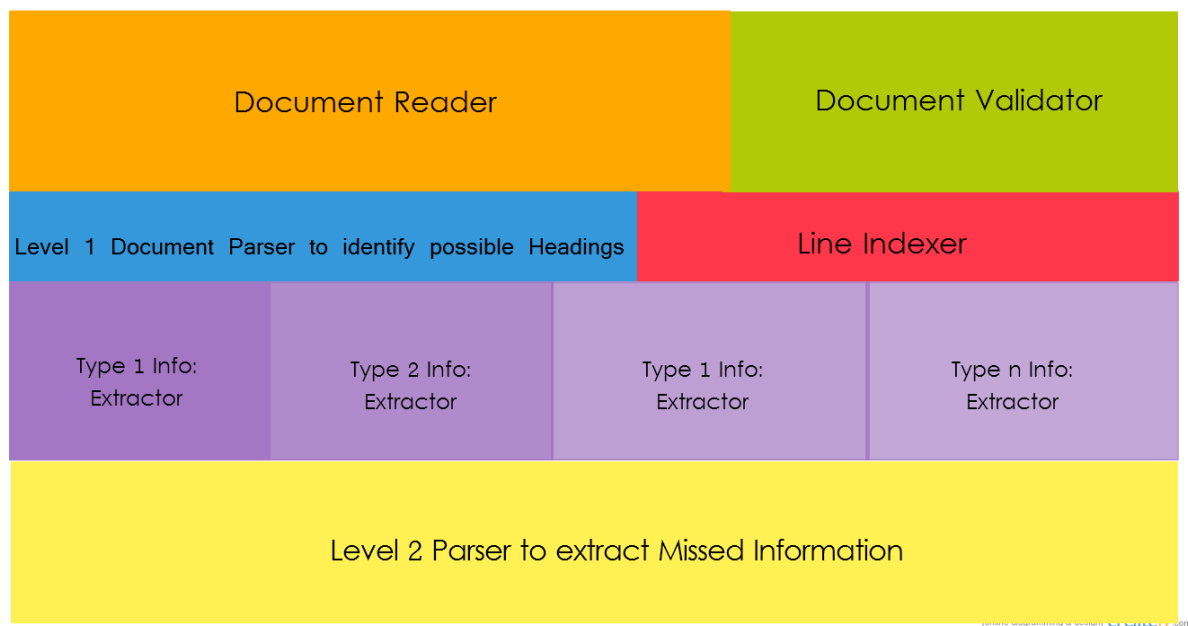 Document Reader
Document Validator
Level 1 Document Parser to identify possible Headings
Line Indexer
Type 1 Info:
Extractor
Type 2 Info:
Extractor
Type 1 Info:
Extractor
Type n Info:
Extractor
Level 2 Parser to extract Missed Information